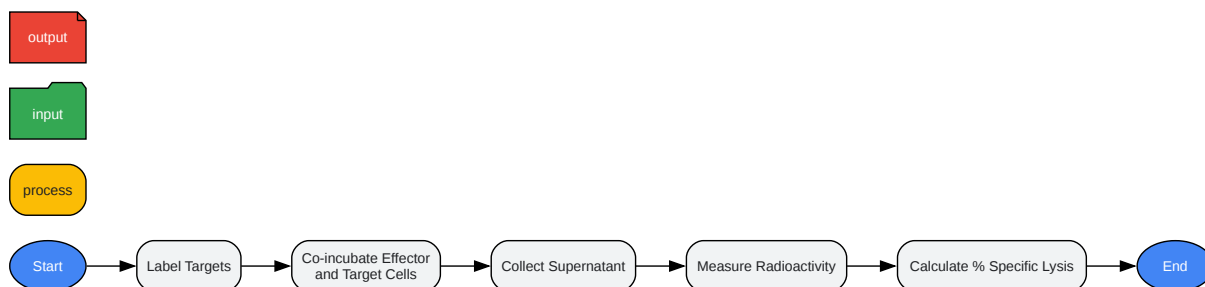 output
input
process
Start
Label Targets
Co-incubate Effector
and Target Cells
Collect Supernatant
Measure Radioactivity
Calculate % Specific Lysis
End